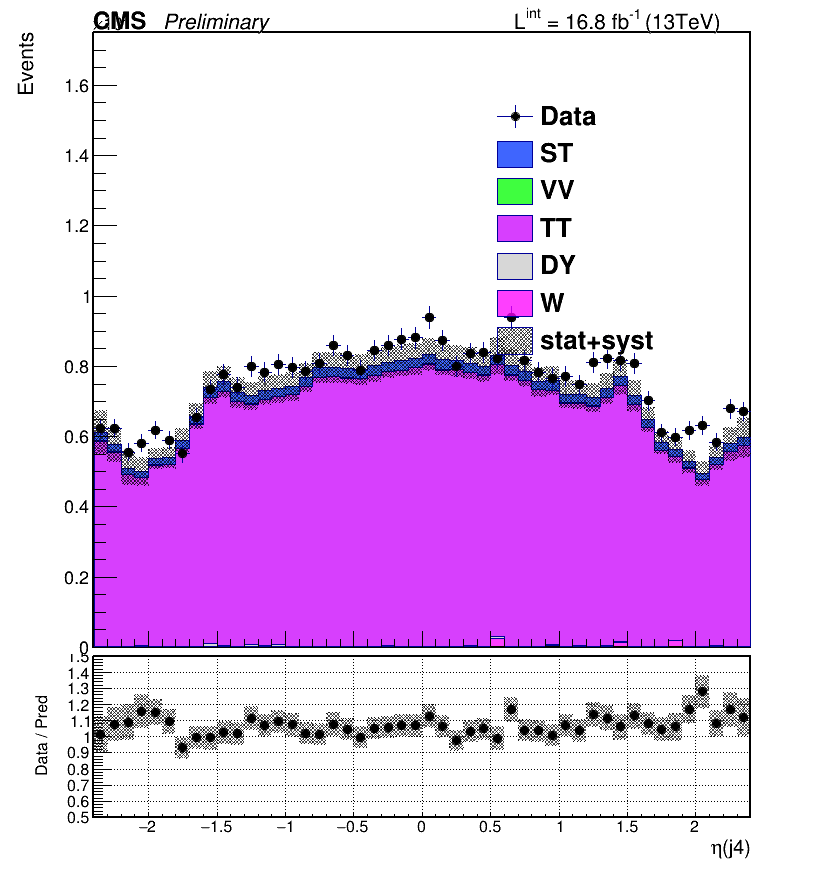 CMS Preliminary L^int = 16.8 fb^-1 (13TeV)
Events
1.6
1.4
1.2
1
0.8
0.6
0.4
0.2
0
Data
ST
VV
TT
DY
W
stat+syst
Data / Pred
1.5
1.4
1.3
1.2
1.1
1
0.9
0.8
0.7
0.6
0.5
−2 −1.5 −1 −0.5 0 0.5 1 1.5 2
η(j4)